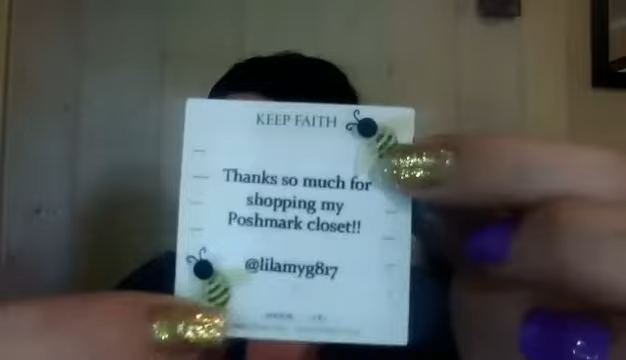 KEEP FAITH
Thanks so much for
shopping my
Poshmark closet!!
@lilamyg817